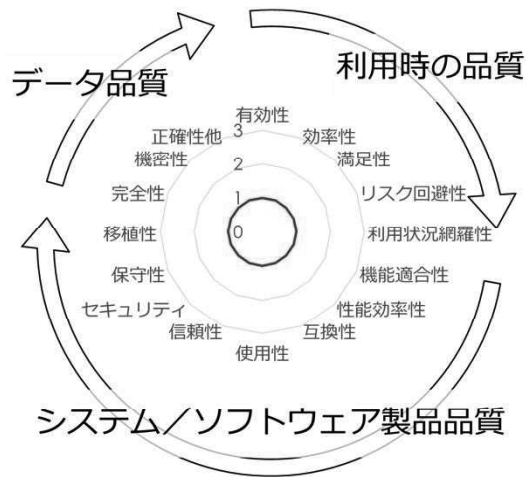 データ品質
利用時の品質
有効性
正確性他
3
効率性
機密性
2
満足性
完全性
1
リスク回避性
移植性
0
利用状況網羅性
保守性
機能適合性
セキュリティ
性能効率性
信頼性
互換性
使用性
システム／ソフトウェア製品品質